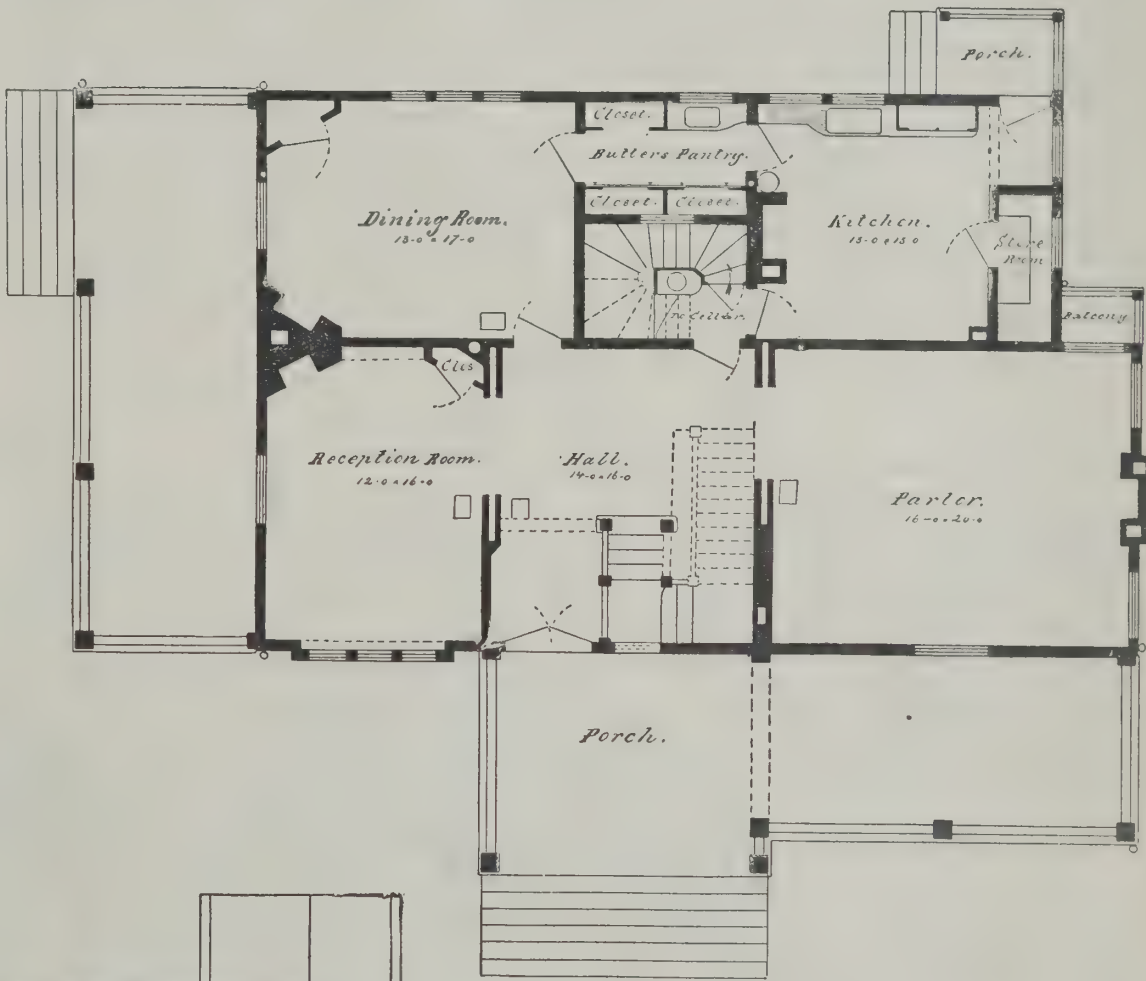 Porch.
Closet.
Butlers Pantry.
Dining Room.
13-0 x 17-0
Closet. Closet.
Kitchen.
13-0 x 15-0
Store
Room
To Cellar.
Balcony
Clos
Reception Room.
12-0 x 16-0
Hall.
14-0 x 16-0
Parlor.
16-0 x 20-0
Porch.